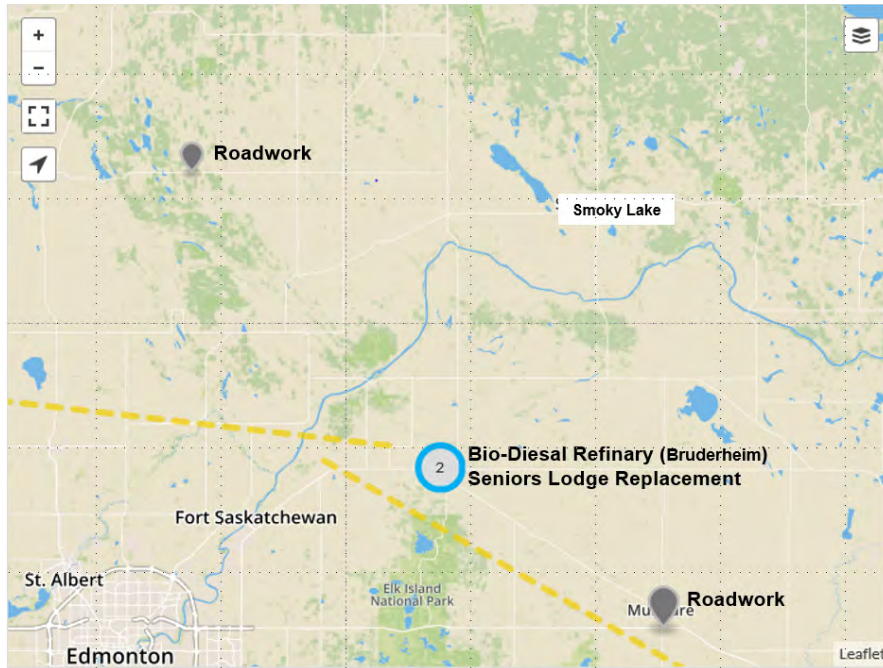 +
−
Roadwork
Smoky Lake
2
Bio-Diesal Refinary (Bruderheim)
Seniors Lodge Replacement
Fort Saskatchewan
St. Albert
Elk Island
National Park
Roadwork
Edmonton
Leaflet